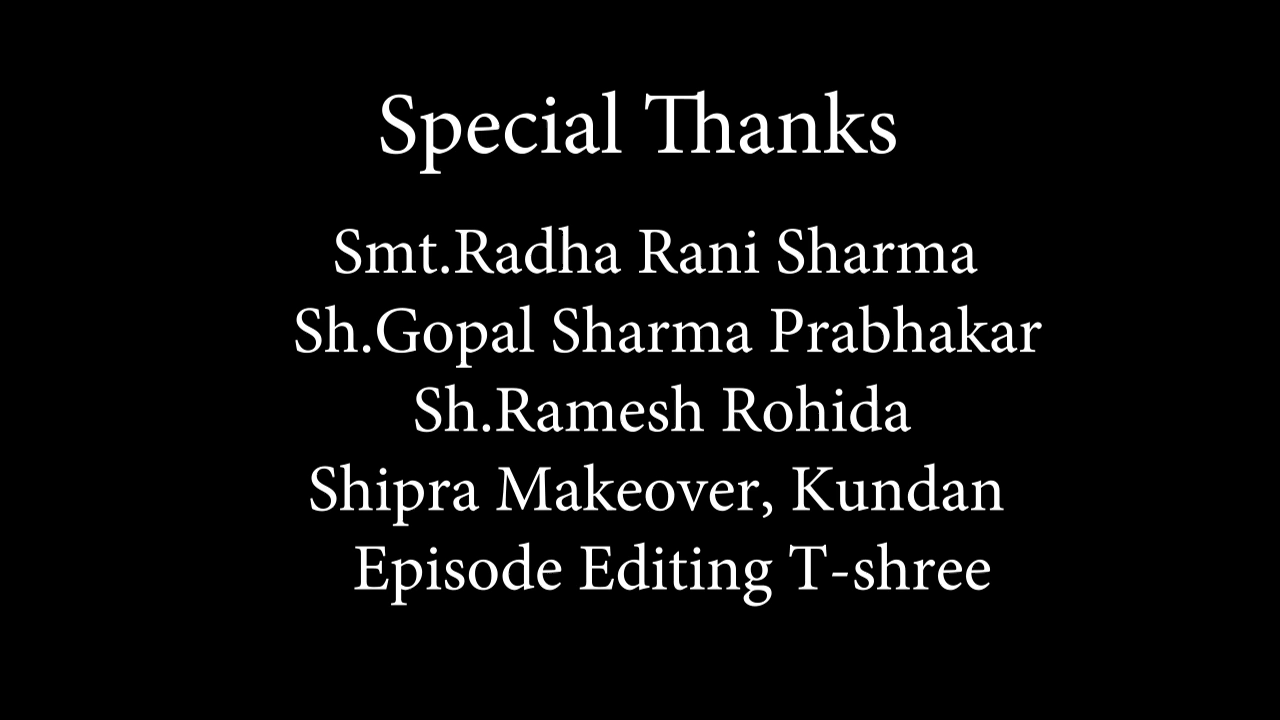 Special Thanks
Smt.Radha Rani Sharma
Sh.Gopal Sharma Prabhakar
Sh.Ramesh Rohida
Shipra Makeover, Kundan
Episode Editing T-shree